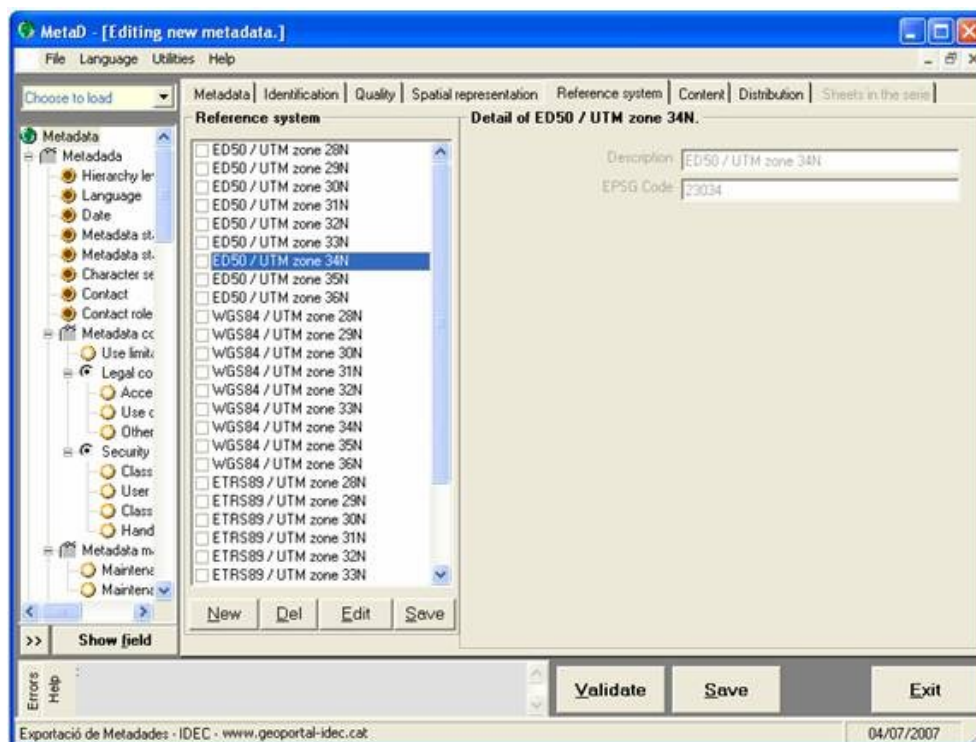 MetaD - [Editing new metadata.]
File Language Utilities Help
Choose to load
Metadata
Metadada
Hierarchy le
Language
Date
Metadata st
Metadata st
Character se
Contact
Contact role
Metadata cc
Use limit
Legal co
Acce
Use c
Other
Security
Class
User
Class
Hand
Metadata m
Maintena
Maintena
>> Show field
Metadata Identification Quality Spatial representation Reference system Content Distribution Sheets in the serie
Reference system
ED50 / UTM zone 28N
ED50 / UTM zone 29N
ED50 / UTM zone 30N
ED50 / UTM zone 31N
ED50 / UTM zone 32N
ED50 / UTM zone 33N
ED50 / UTM zone 34N
ED50 / UTM zone 35N
ED50 / UTM zone 36N
WGS84 / UTM zone 28N
WGS84 / UTM zone 29N
WGS84 / UTM zone 30N
WGS84 / UTM zone 31N
WGS84 / UTM zone 32N
WGS84 / UTM zone 33N
WGS84 / UTM zone 34N
WGS84 / UTM zone 35N
WGS84 / UTM zone 36N
ETRS89 / UTM zone 28N
ETRS89 / UTM zone 29N
ETRS89 / UTM zone 30N
ETRS89 / UTM zone 31N
ETRS89 / UTM zone 32N
ETRS89 / UTM zone 33N
New Del Edit Save
Detail of ED50 / UTM zone 34N.
Description ED50 / UTM zone 34N
EPSG Code 23034
Errors
Help
:
Validate Save Exit
Exportació de Metadades - IDEC - www.geoportal-idec.cat 04/07/2007